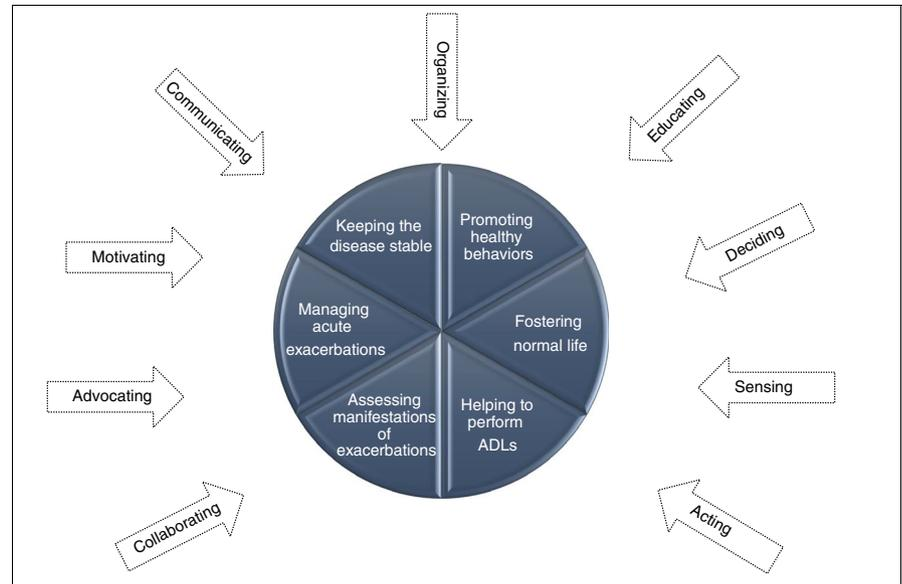 Organizing
Communicating
Educating
Motivating
Deciding
Advocating
Sensing
Collaborating
Acting
Keeping the
disease stable
Promoting
healthy
behaviors
Managing
acute
exacerbations
Fostering
normal life
Assessing
manifestations
of
exacerbations
Helping to
perform
ADLs